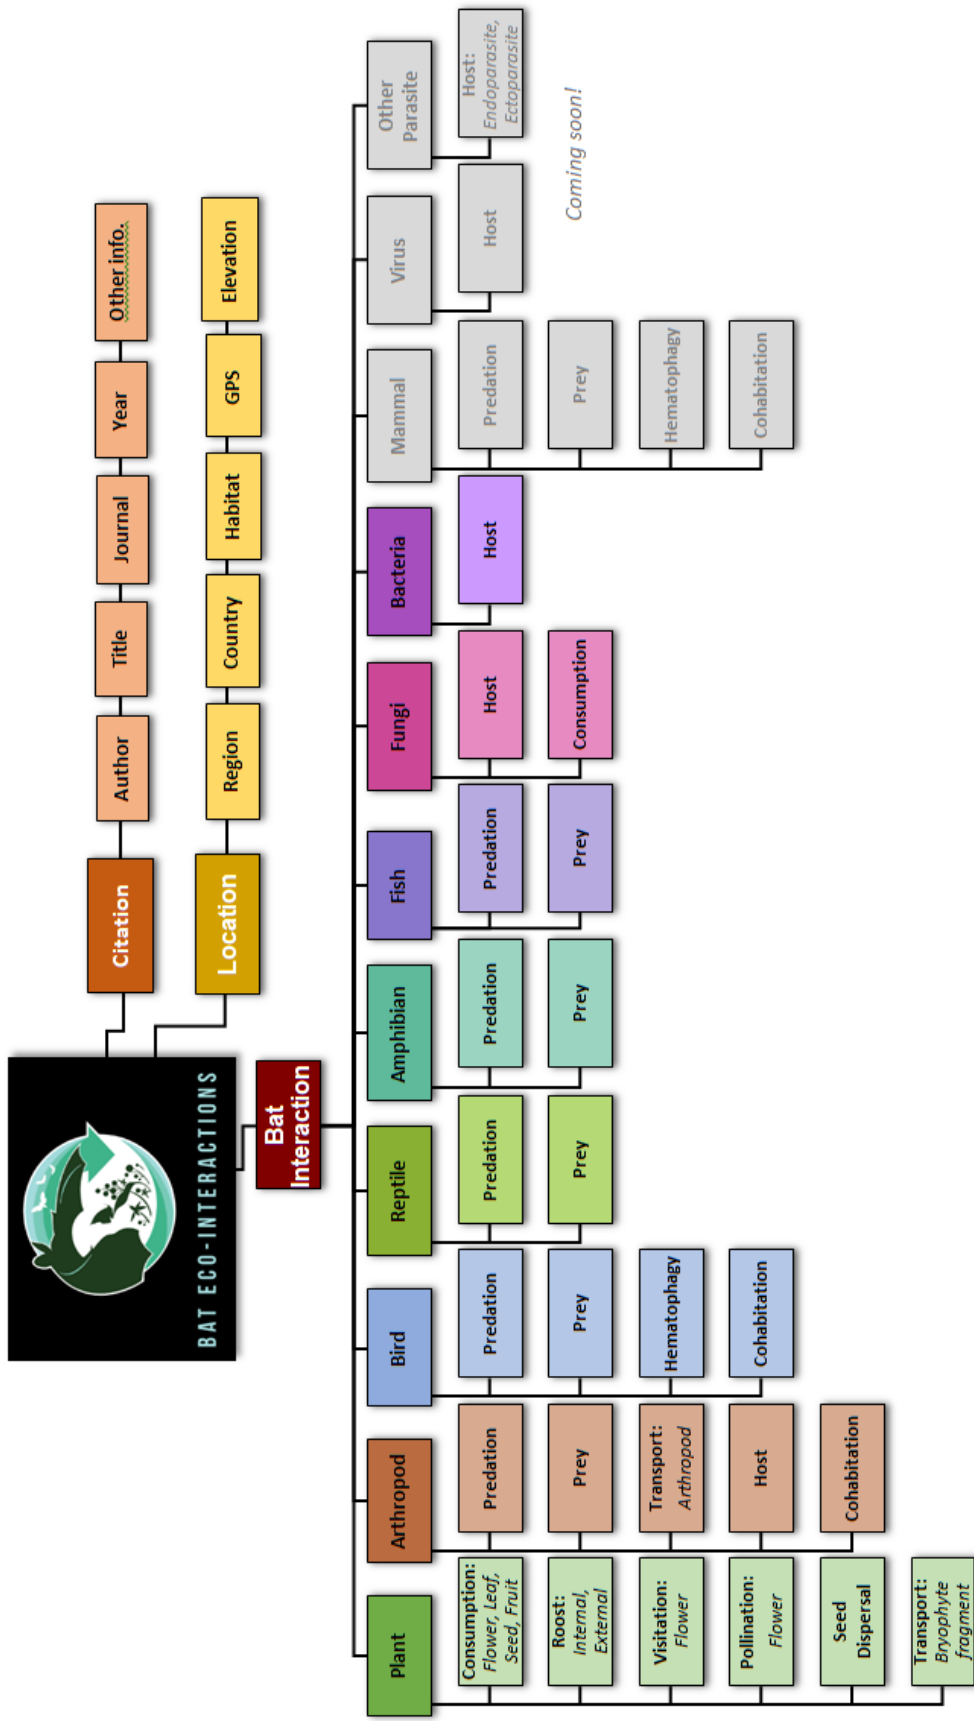 BAT ECO-INTERACTIONS
Citation
Author
Title
Journal
Year
Other info.
Location
Region
Country
Habitat
GPS
Elevation
Bat
Interaction
Plant
Consumption:
Flower, Leaf,
Seed, Fruit
Roost:
Internal,
External
Visitation:
Flower
Pollination:
Flower
Seed
Dispersal
Transport:
Bryophyte
fragment
Arthropod
Predation
Prey
Transport:
Arthropod
Host
Cohabitation
Bird
Predation
Prey
Hematophagy
Cohabitation
Reptile
Predation
Prey
Amphibian
Predation
Prey
Fish
Predation
Prey
Fungi
Host
Consumption
Bacteria
Host
Mammal
Predation
Prey
Hematophagy
Cohabitation
Virus
Host
Other
Parasite
Host:
Endoparasite,
Ectoparasite
Coming soon!